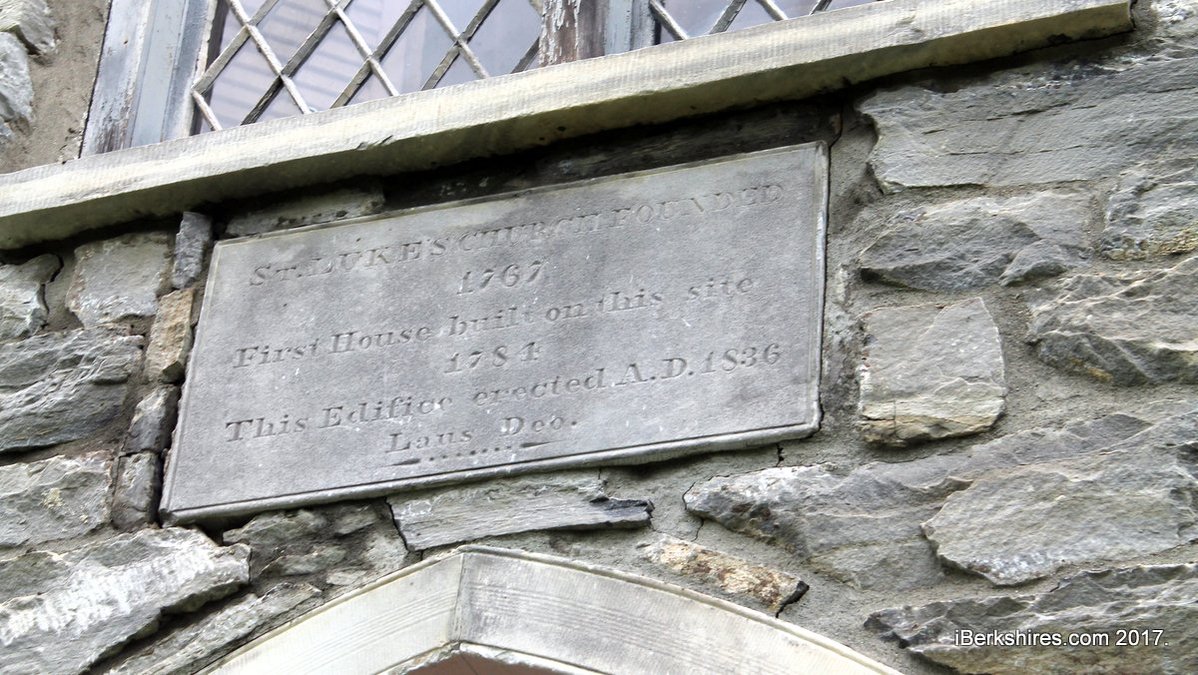 ST. LUKE'S CHURCH FOUNDED
1767
First House built on this site
1784
This Edifice erected A.D. 1836
Laus Deo.
iBerkshires.com 2017.